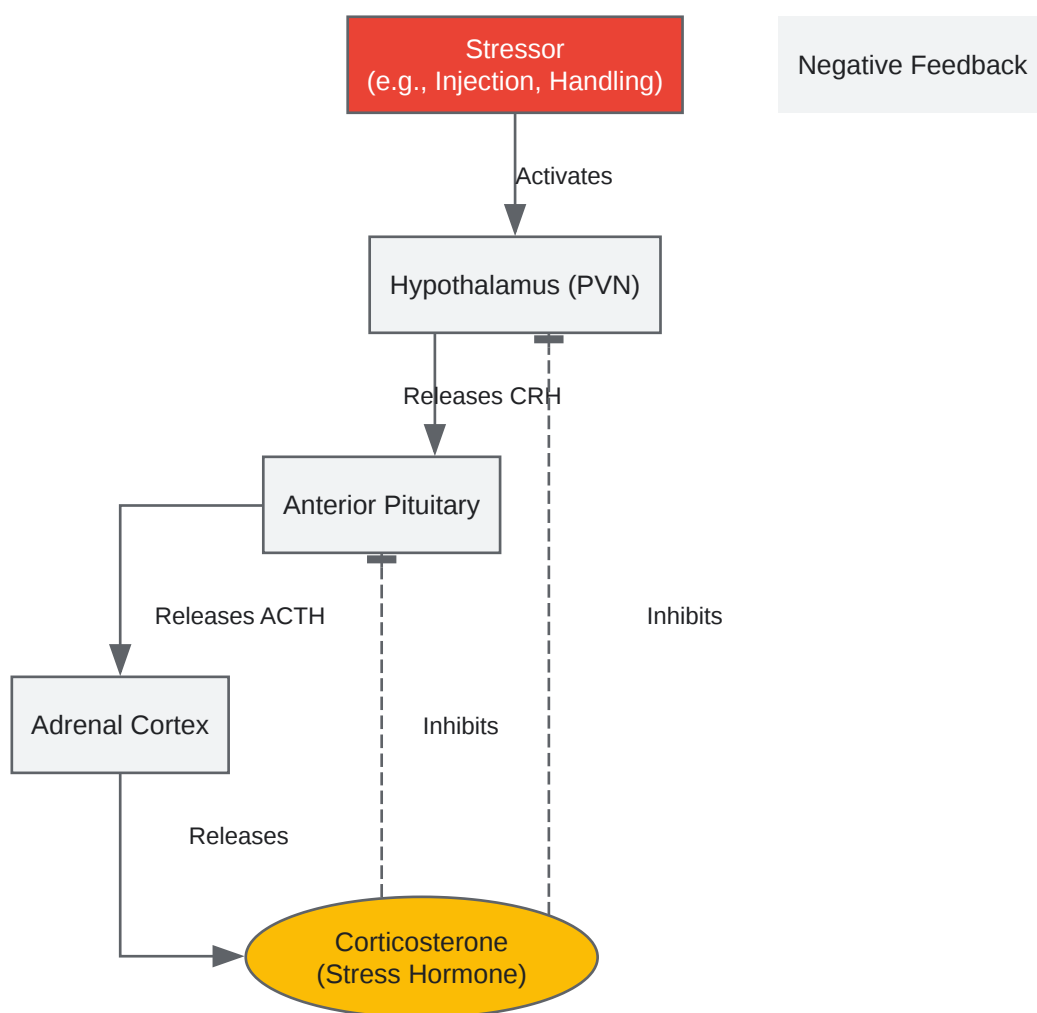 Stressor
(e.g., Injection, Handling)
Negative Feedback
Activates
Hypothalamus (PVN)
Releases CRH
Anterior Pituitary
Releases ACTH
Inhibits
Adrenal Cortex
Inhibits
Releases
Corticosterone
(Stress Hormone)